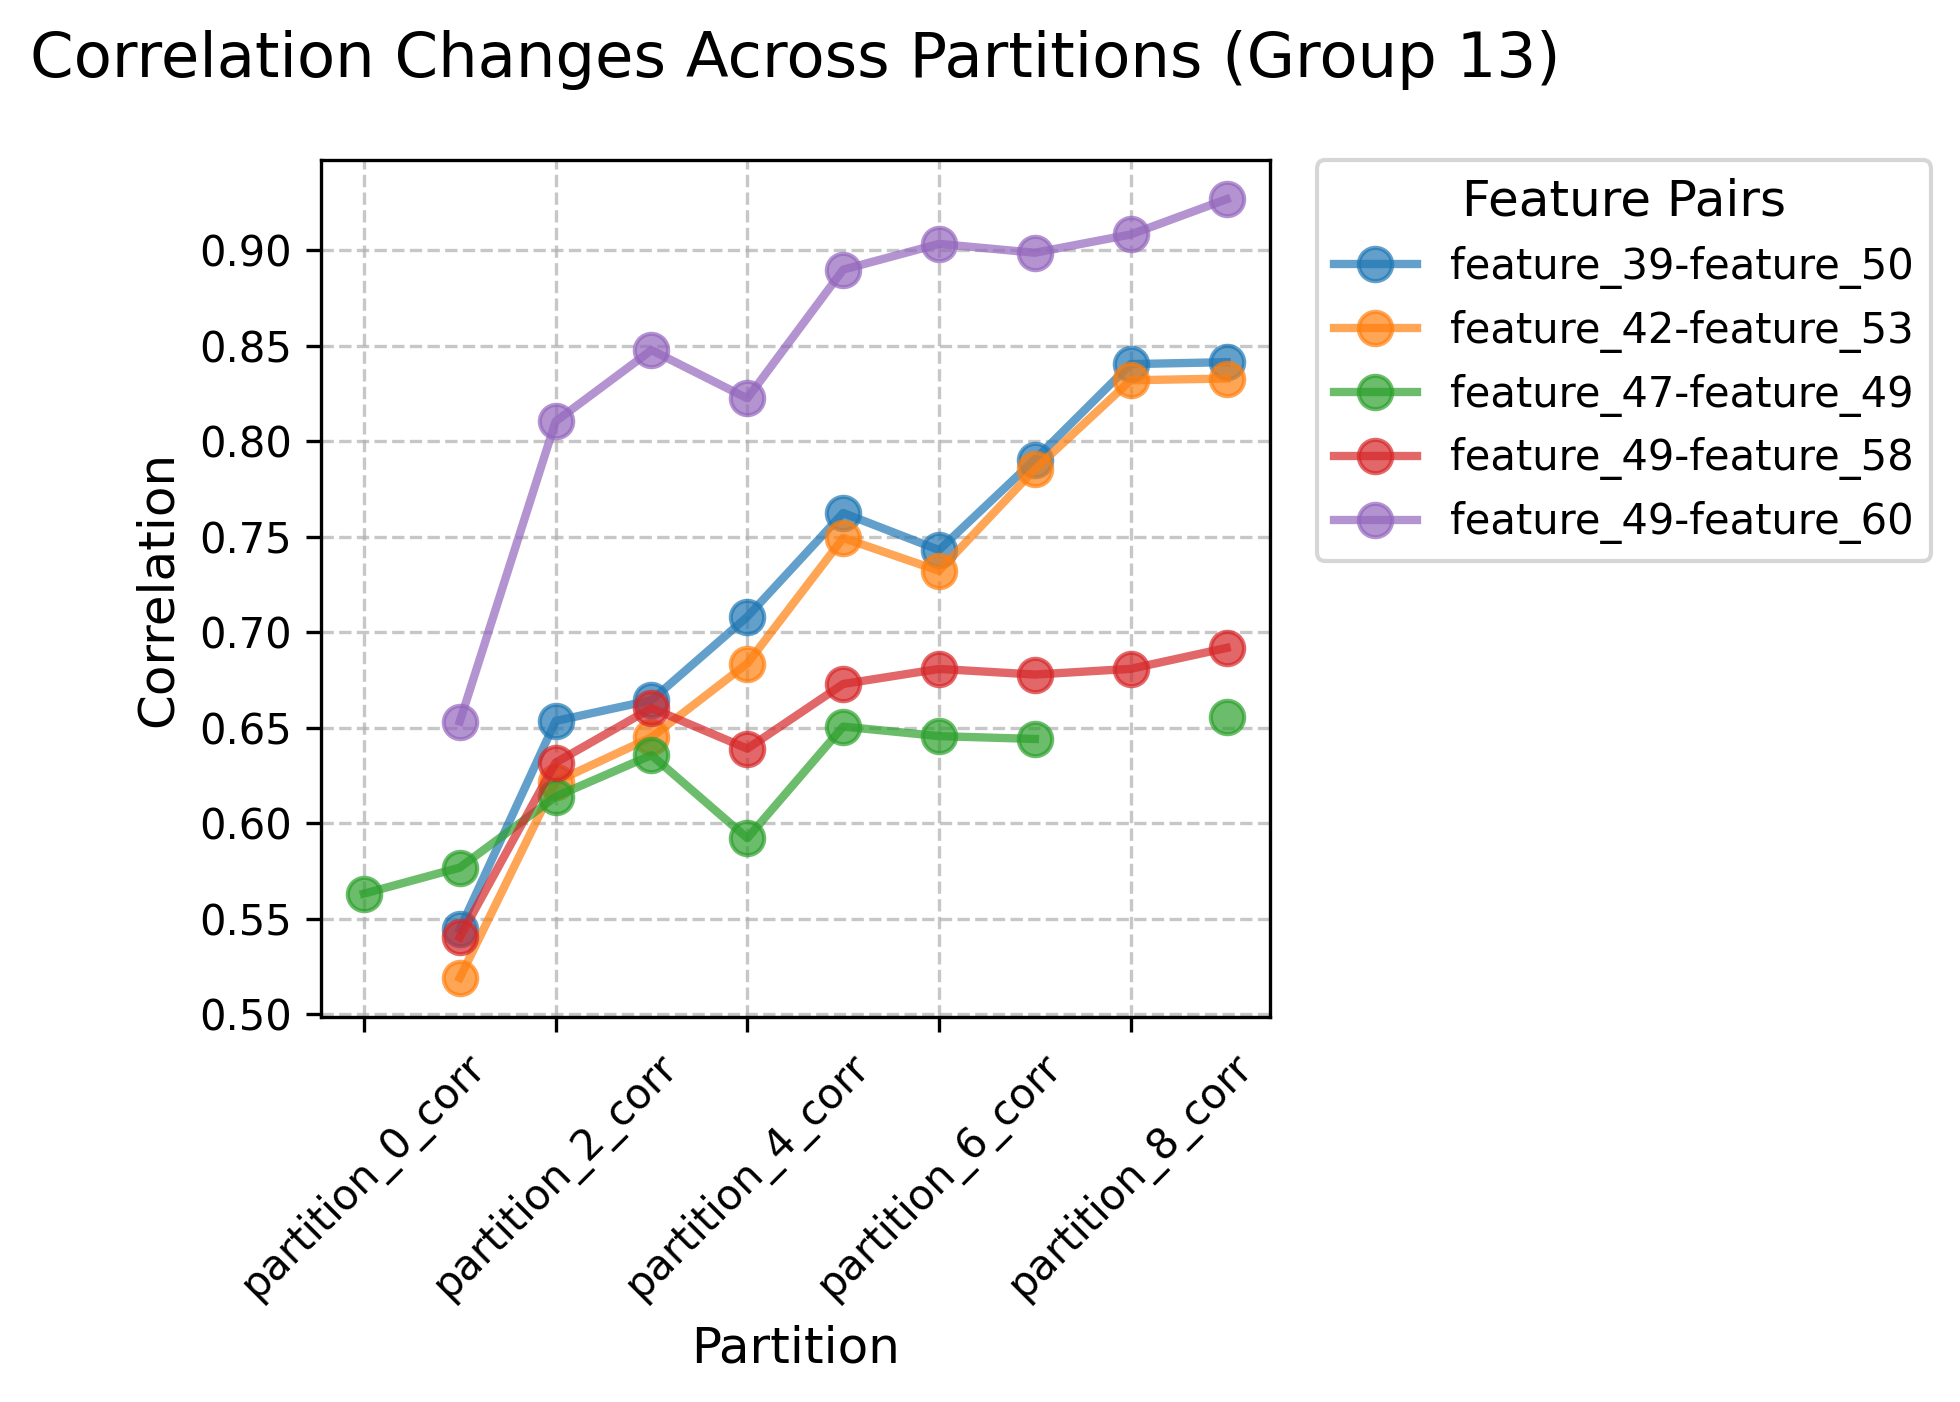 Correlation Changes Across Partitions (Group 13)
Feature Pairs
feature_39-feature_50
feature_42-feature_53
feature_47-feature_49
feature_49-feature_58
feature_49-feature_60
Correlation
0.90
0.85
0.80
0.75
0.70
0.65
0.60
0.55
0.50
partition_0_corr
partition_2_corr
partition_4_corr
partition_6_corr
partition_8_corr
Partition